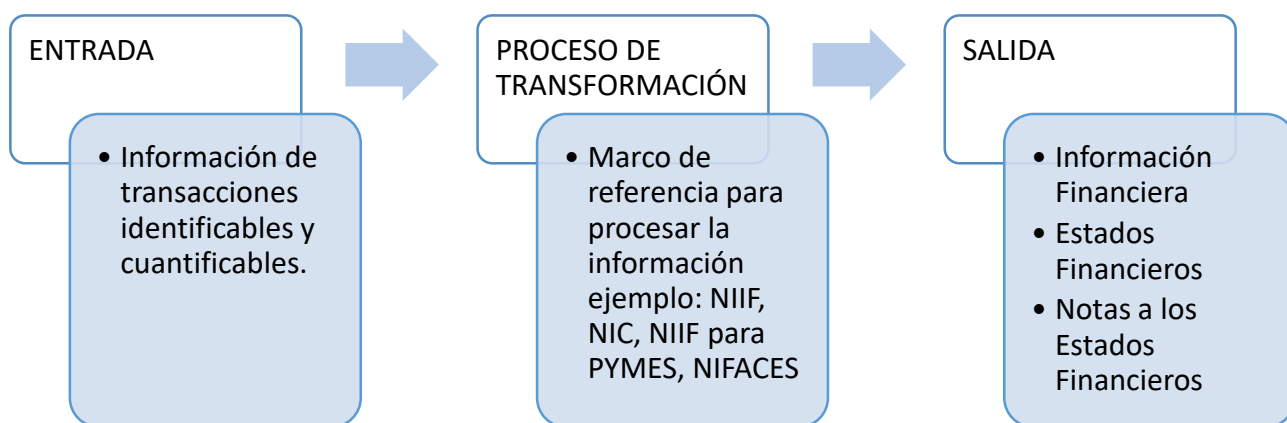 ENTRADA
• Información de
transacciones
identificables y
cuantificables.
PROCESO DE
TRANSFORMACIÓN
• Marco de
referencia para
procesar la
información
ejemplo: NIIF,
NIC, NIIF para
PYMES, NIFACES
SALIDA
• Información
Financiera
• Estados
Financieros
• Notas a los
Estados
Financieros